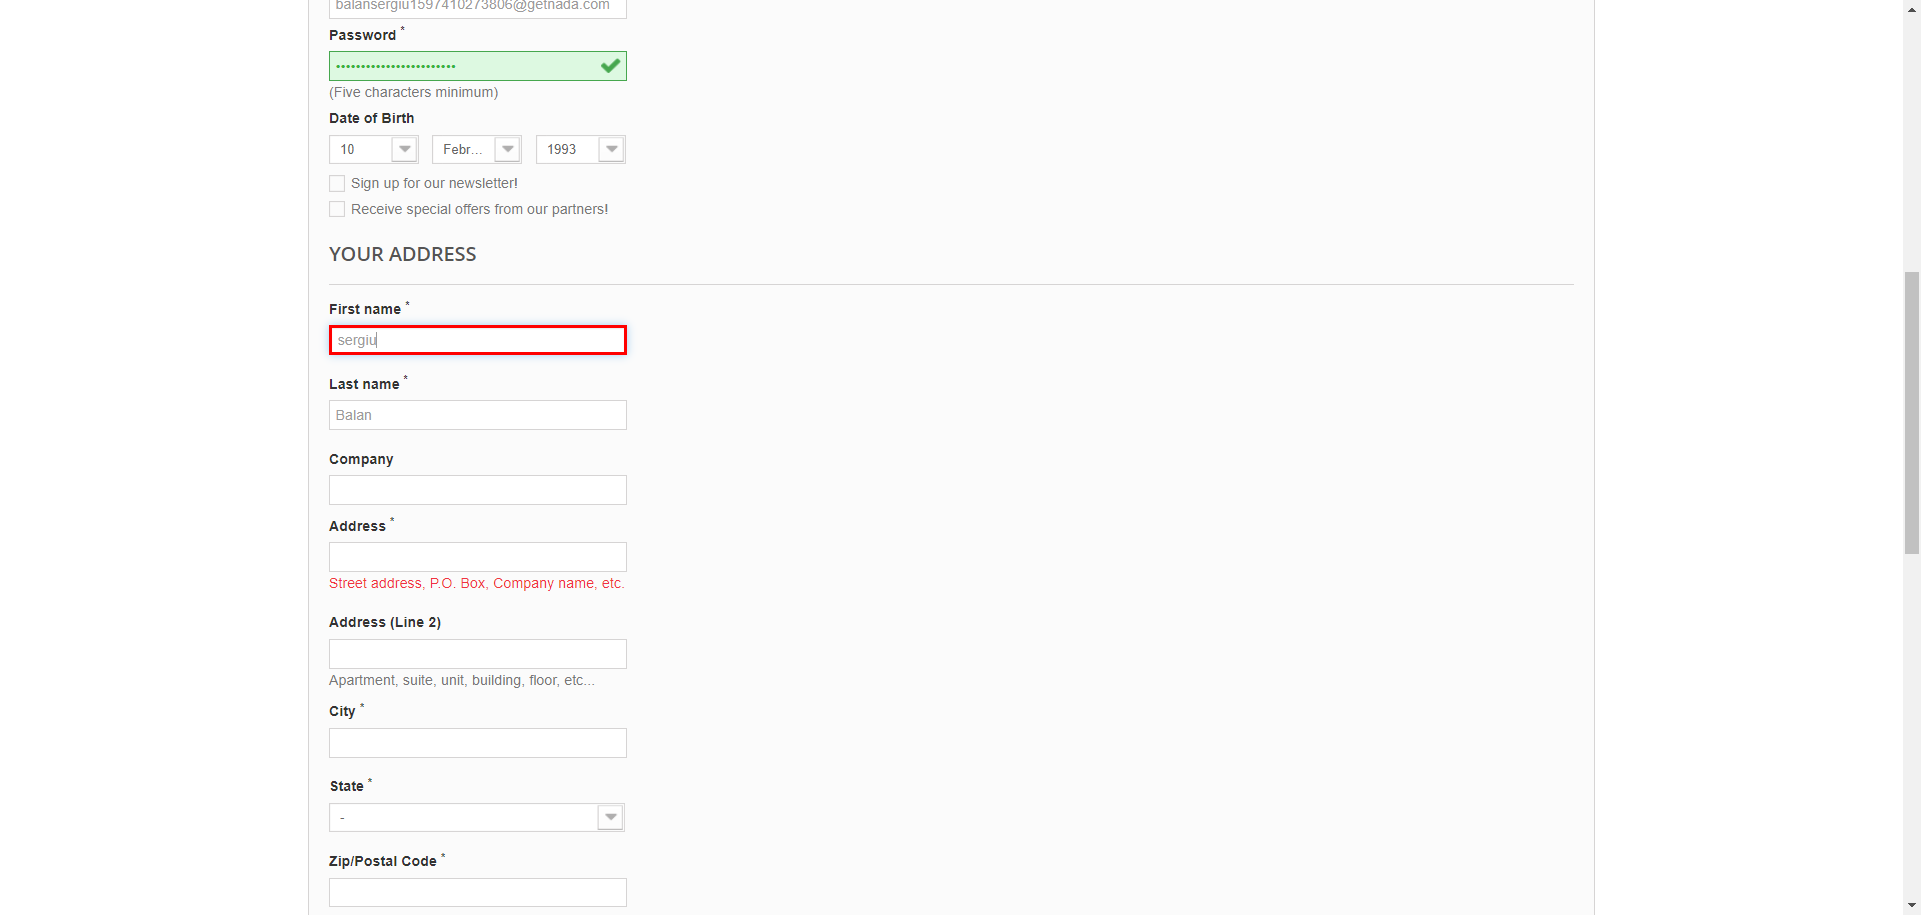 balansergiu1597410273806@getnada.com
Password *
••••••••••••••••••••••••
(Five characters minimum)
Date of Birth
10 Febr... 1993
Sign up for our newsletter!
Receive special offers from our partners!
YOUR ADDRESS
First name *
sergiu
Last name *
Balan
Company
Address *
Street address, P.O. Box, Company name, etc.
Address (Line 2)
Apartment, suite, unit, building, floor, etc...
City *
State *
-
Zip/Postal Code *